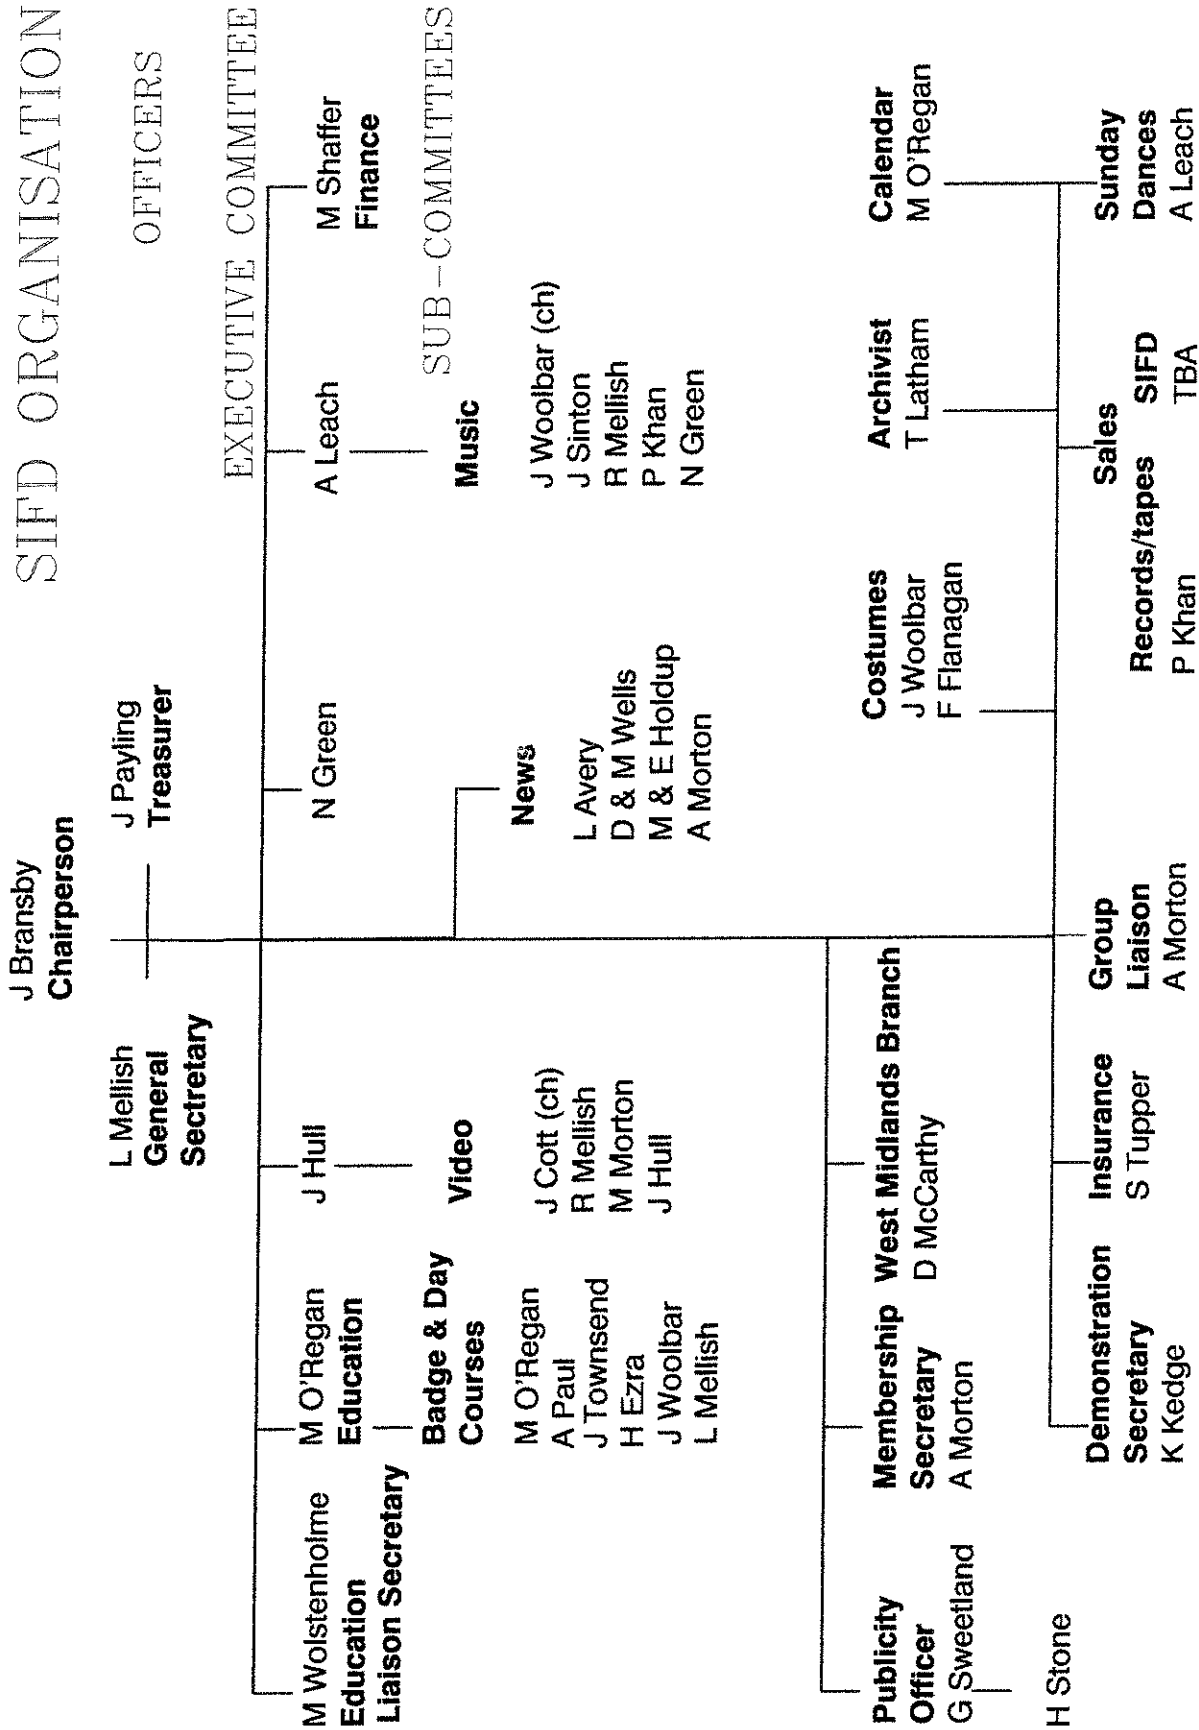 SIFD ORGANISATION
J Bransby
Chairperson
OFFICERS
L Mellish
General
Sectretary
J Payling
Treasurer
EXECUTIVE COMMITTEE
M Wolstenholme
Education
Liaison Secretary
M O'Regan
Education
J Hull
N Green
A Leach
M Shaffer
Finance
SUB-COMMITTEES
Badge & Day
Courses
M O'Regan
A Paul
J Townsend
H Ezra
J Woolbar
L Mellish
Video
J Cott (ch)
R Mellish
M Morton
J Hull
News
L Avery
D & M Wells
M & E Holdup
A Morton
Music
J Woolbar (ch)
J Sinton
R Mellish
P Khan
N Green
Publicity
Officer
G Sweetland
H Stone
Membership
Secretary
A Morton
West Midlands Branch
D McCarthy
Costumes
J Woolbar
F Flanagan
Archivist
T Latham
Calendar
M O'Regan
Demonstration
Secretary
K Kedge
Insurance
S Tupper
Group
Liaison
A Morton
Sales
Records/tapes SIFD
P Khan TBA
Sunday
Dances
A Leach